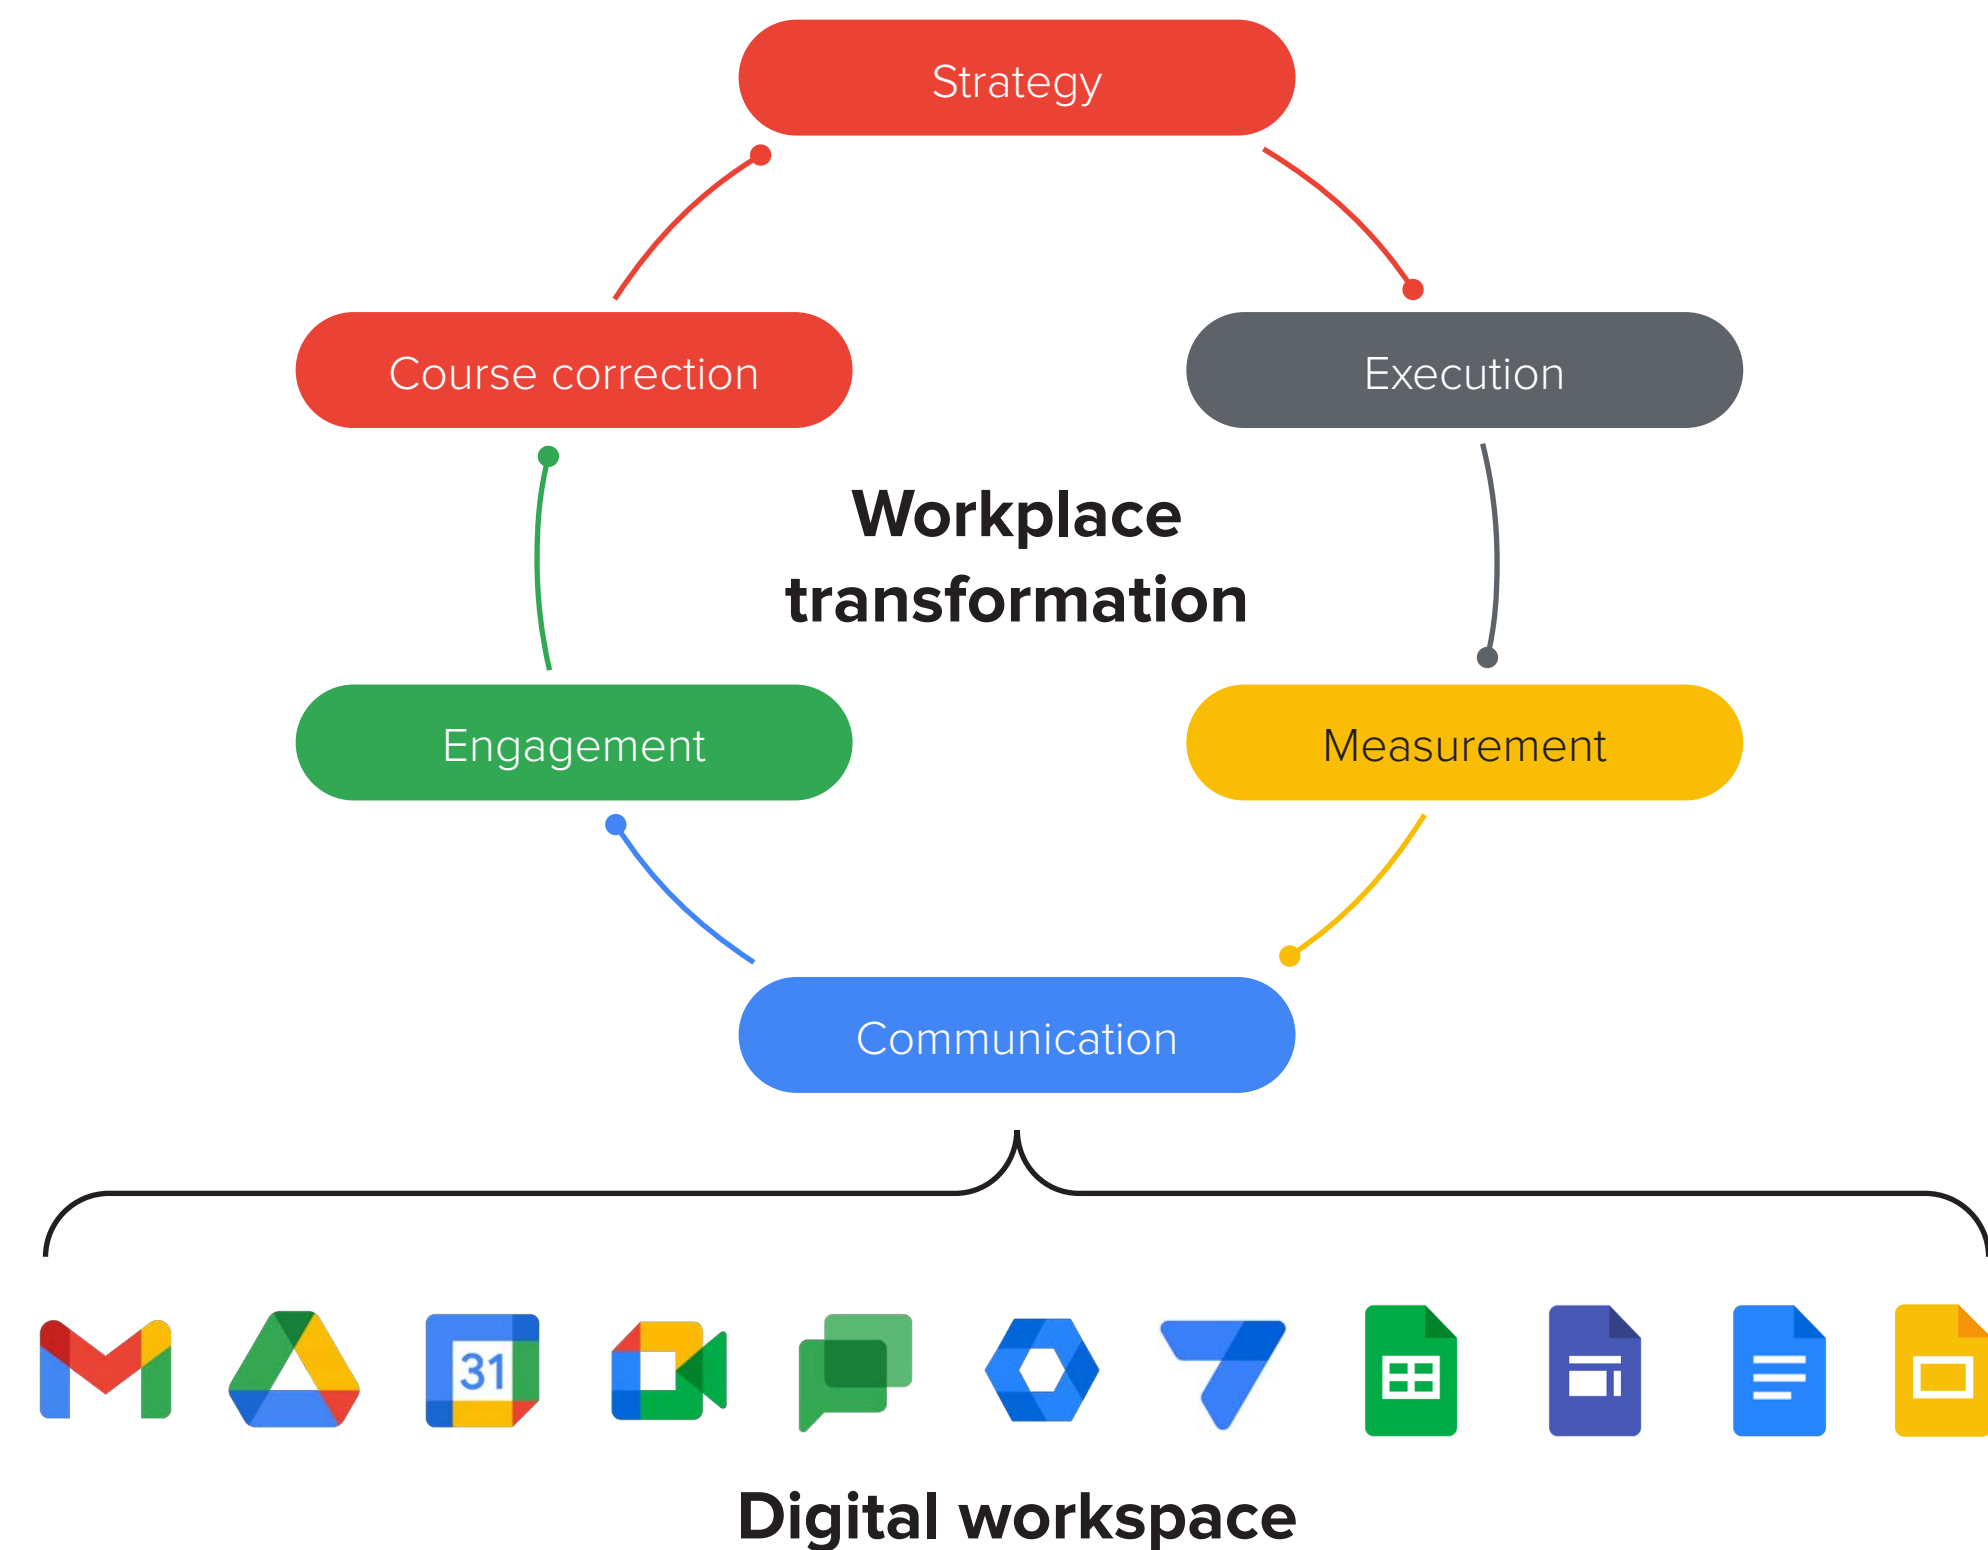 Strategy
Course correction
Execution
Workplace
transformation
Engagement
Measurement
Communication
31
Digital workspace